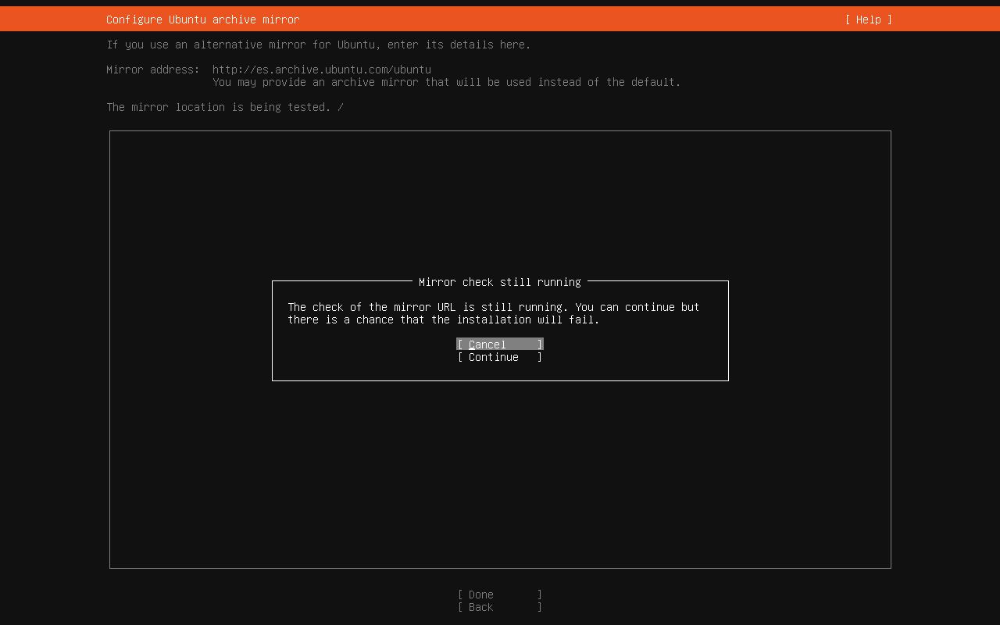 Configure Ubuntu archive mirror [ Help ]
If you use an alternative mirror for Ubuntu, enter its details here.
Mirror address: http://es.archive.ubuntu.com/ubuntu
You may provide an archive mirror that will be used instead of the default.
The mirror location is being tested. /
Mirror check still running
The check of the mirror URL is still running. You can continue but
there is a chance that the installation will fail.
[ Cancel ]
[ Continue ]
[ Done ]
[ Back ]